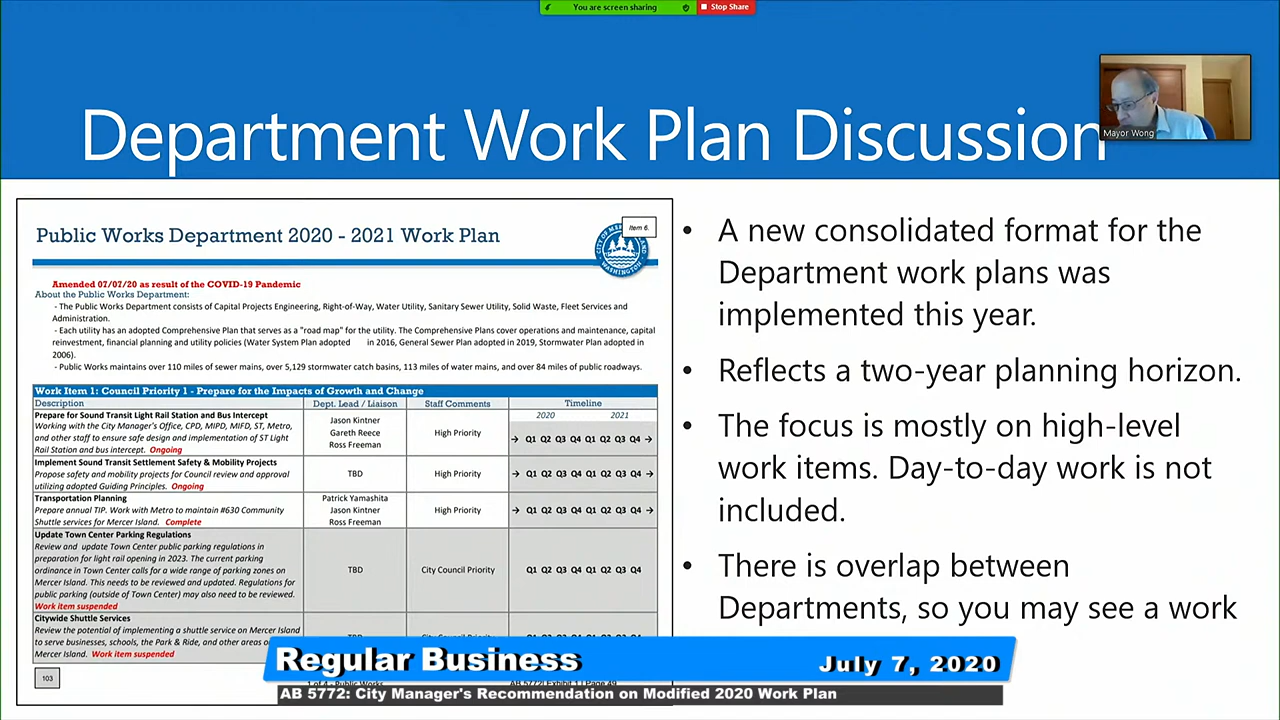 You are screen sharing
Stop Share
Department Work Plan Discussion
Mayor Wong
Public Works Department 2020 - 2021 Work Plan
Item 6.
WASHINGTON
Amended 07/07/20 as result of the COVID-19 Pandemic
About the Public Works Department:
- The Public Works Department consists of Capital Projects Engineering, Right-of-Way, Water Utility, Sanitary Sewer Utility, Solid Waste, Fleet Services and
Administration.
- Each utility has an adopted Comprehensive Plan that serves as a "road map" for the utility. The Comprehensive Plans cover operations and maintenance, capital
reinvestment, financial planning and utility policies (Water System Plan adopted in 2016, General Sewer Plan adopted in 2019, Stormwater Plan adopted in
2006).
- Public Works maintains over 110 miles of sewer mains, over 5,129 stormwater catch basins, 113 miles of water mains, and over 84 miles of public roadways.
Work Item 1: Council Priority 1 - Prepare for the Impacts of Growth and Change
Description Dept. Lead / Liaison Staff Comments Timeline
2020 2021
Prepare for Sound Transit Light Rail Station and Bus Intercept
Working with the City Manager's Office, CPD, MIPD, MIFD, ST, Metro,
and other staff to ensure safe design and implementation of ST Light
Rail Station and bus intercept. Ongoing
Jason Kintner
Gareth Reece
Ross Freeman
High Priority
→ Q1 Q2 Q3 Q4 Q1 Q2 Q3 Q4 →
Implement Sound Transit Settlement Safety & Mobility Projects
Propose safety and mobility projects for Council review and approval
utilizing adopted Guiding Principles. Ongoing
TBD
High Priority
→ Q1 Q2 Q3 Q4 Q1 Q2 Q3 Q4 →
Transportation Planning
Prepare annual TIP. Work with Metro to maintain #630 Community
Shuttle services for Mercer Island. Complete
Patrick Yamashita
Jason Kintner
Ross Freeman
High Priority
→ Q1 Q2 Q3 Q4 Q1 Q2 Q3 Q4 →
Update Town Center Parking Regulations
Review and update Town Center public parking regulations in
preparation for light rail opening in 2023. The current parking
ordinance in Town Center calls for a wide range of parking zones on
Mercer Island. This needs to be reviewed and updated. Regulations for
public parking (outside of Town Center) may also need to be reviewed.
Work item suspended
TBD
City Council Priority
Q1 Q2 Q3 Q4 Q1 Q2 Q3 Q4
Citywide Shuttle Services
Review the potential of implementing a shuttle service on Mercer Island
to serve businesses, schools, the Park & Ride, and other areas
Mercer Island. Work item suspended
103
• A new consolidated format for the
Department work plans was
implemented this year.
• Reflects a two-year planning horizon.
• The focus is mostly on high-level
work items. Day-to-day work is not
included.
• There is overlap between
Departments, so you may see a work
Regular Business July 7, 2020
AB 5772: City Manager's Recommendation on Modified 2020 Work Plan